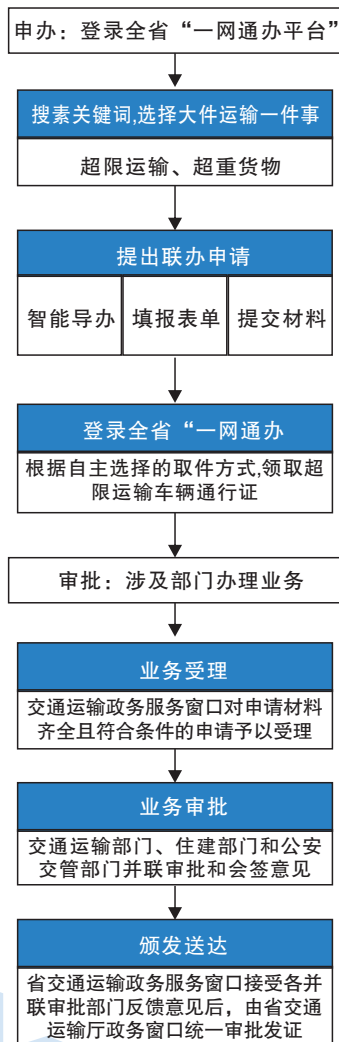 申办：登录全省“一网通办平台”
搜素关键词,选择大件运输一件事
超限运输、超重货物
提出联办申请
智能导办 填报表单 提交材料
登录全省“一网通办
根据自主选择的取件方式,领取超
限运输车辆通行证
审批：涉及部门办理业务
业务受理
交通运输政务服务窗口对申请材料
齐全且符合条件的申请予以受理
业务审批
交通运输部门、住建部门和公安
交管部门并联审批和会签意见
颁发送达
省交通运输政务服务窗口接受各并
联审批部门反馈意见后，由省交通
运输厅政务窗口统一审批发证